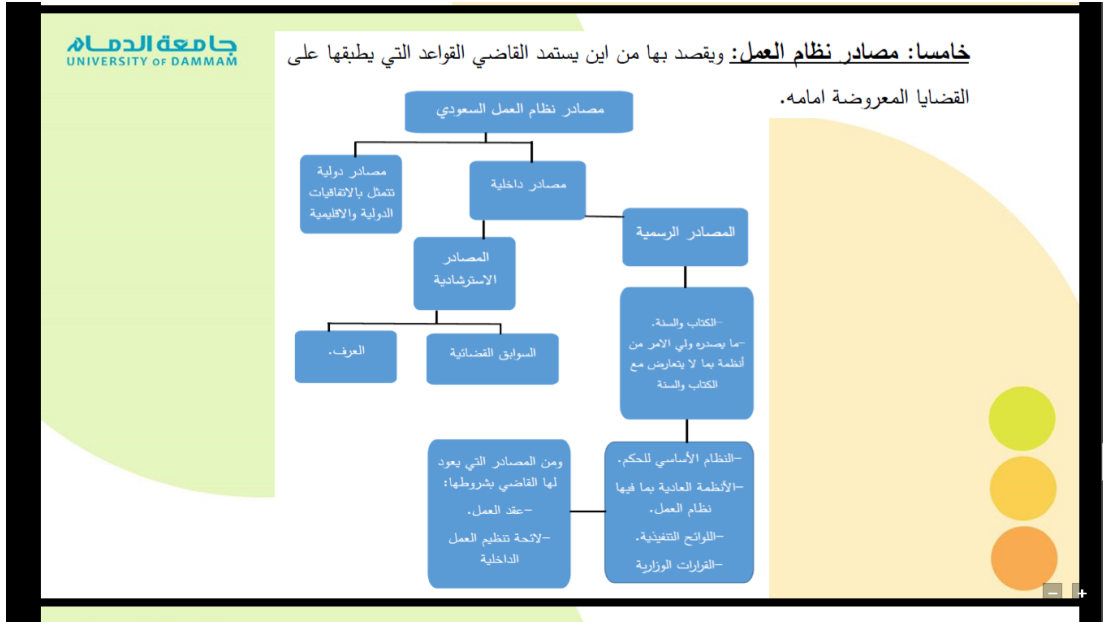 جامعة الدمام
UNIVERSITY OF DAMMAM
خامسا: مصادر نظام العمل: ويقصد بها من اين يستمد القاضي القواعد التي يطبقها على
القضايا المعروضة امامه.
مصادر نظام العمل السعودي
مصادر دولية
تتمثل بالاتفاقيات
الدولية والاقليمية
مصادر داخلية
المصادر الرسمية
المصادر
الاسترشادية
العرف.
السوابق القضائية
-الكتاب والسنة.
-ما يصدره ولي الامر من
أنظمة بما لا يتعارض مع
الكتاب والسنة
-النظام الأساسي للحكم.
-الأنظمة العادية بما فيها
نظام العمل.
-اللوائح التنفيذية.
-القرارات الوزارية
ومن المصادر التي يعود
لها القاضي بشروطها:
-عقد العمل.
-لائحة تنظيم العمل
الداخلية